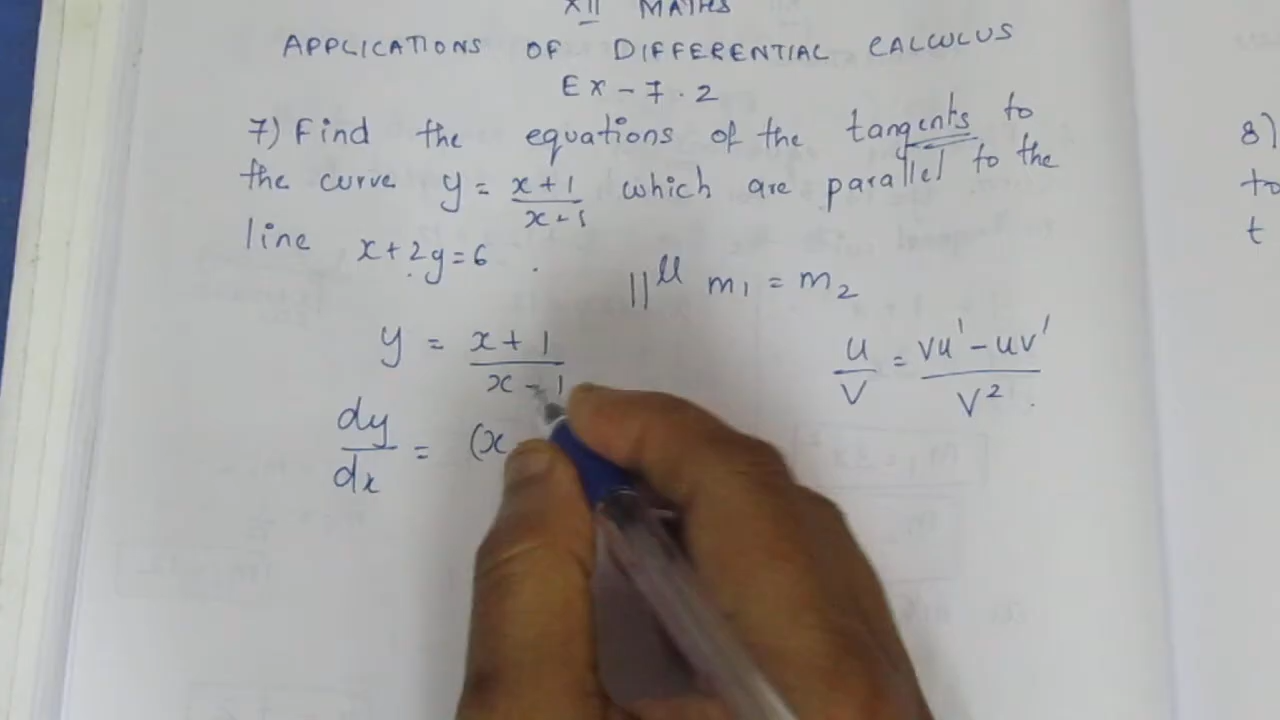 XII MATHS
APPLICATIONS OF DIFFERENTIAL CALCULUS
EX - 7.2
7) Find the equations of the tangents to
the curve y = x+1/x-1 which are parallel to the
line x+2y=6 .
||ˡˡ m₁ = m₂
y = x+1/x-1
u/v = vu' - uv'/v² .
dy/dx = (x
8)
to
t